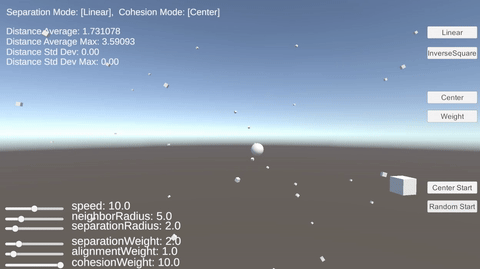 Separation Mode: [Linear],  Cohesion Mode: [Center]
Distance Average: 1.731078
Distance Average Max: 3.59093
Distance Std Dev: 0.00
Distance Std Dev Max: 0.00
Linear
InverseSquare
Center
Weight
Center Start
Random Start
speed: 10.0
neighborRadius: 5.0
separationRadius: 2.0
separationWeight: 2.0
alignmentWeight: 1.0
cohesionWeight: 10.0